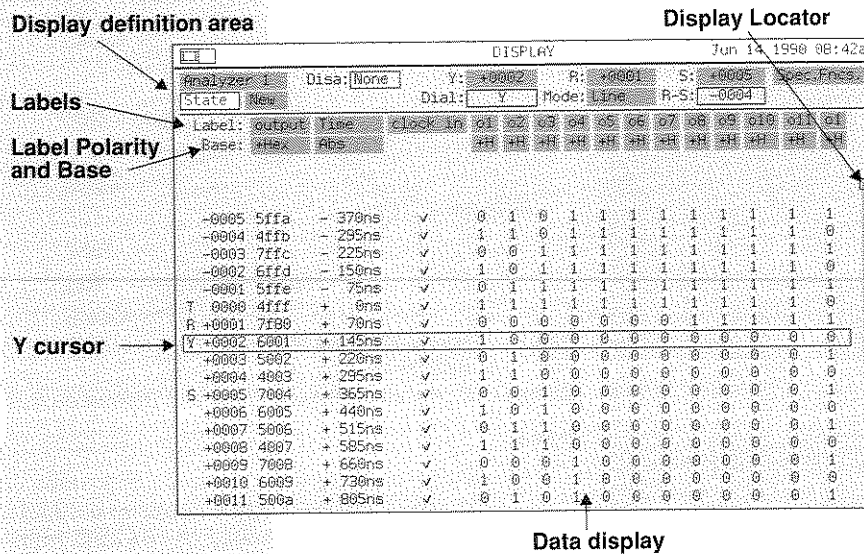 Display definition area
Display Locator
DISPLAY Jun 14 1990 08:42a
Analyzer 1 Disa: None Y: +0002 R: +0001 S: +0005 Spec.Fncs.
State New Dial: Y Mode: Line R-S: -0004
Labels
Label: output Time clock in o1 o2 o3 o4 o5 o6 o7 o8 o9 o10 o11 o1
Label Polarity and Base
Base: +Hex Abs +H +H +H +H +H +H +H +H +H +H +H +H
-0005 5ffa - 370ns ✓ 0 1 0 1 1 1 1 1 1 1 1 1
-0004 4ffb - 295ns ✓ 1 1 0 1 1 1 1 1 1 1 1 0
-0003 7ffc - 225ns ✓ 0 0 1 1 1 1 1 1 1 1 1 1
-0002 6ffd - 150ns ✓ 1 0 1 1 1 1 1 1 1 1 1 0
-0001 5ffe - 75ns ✓ 0 1 1 1 1 1 1 1 1 1 1 1
T 0000 4fff + 0ns ✓ 1 1 1 1 1 1 1 1 1 1 1 0
R +0001 7f80 + 70ns ✓ 0 0 0 0 0 0 0 1 1 1 1 1
Y cursor
Y +0002 6001 + 145ns ✓ 1 0 0 0 0 0 0 0 0 0 0 0
+0003 5002 + 220ns ✓ 0 1 0 0 0 0 0 0 0 0 0 1
+0004 4003 + 295ns ✓ 1 1 0 0 0 0 0 0 0 0 0 0
S +0005 7004 + 365ns ✓ 0 0 1 0 0 0 0 0 0 0 0 1
+0006 6005 + 440ns ✓ 1 0 1 0 0 0 0 0 0 0 0 0
+0007 5006 + 515ns ✓ 0 1 1 0 0 0 0 0 0 0 0 1
+0008 4007 + 585ns ✓ 1 1 1 0 0 0 0 0 0 0 0 0
+0009 7008 + 660ns ✓ 0 0 0 1 0 0 0 0 0 0 0 1
+0010 6009 + 730ns ✓ 1 0 0 1 0 0 0 0 0 0 0 0
+0011 500a + 805ns ✓ 0 1 0 1 0 0 0 0 0 0 0 1
Data display